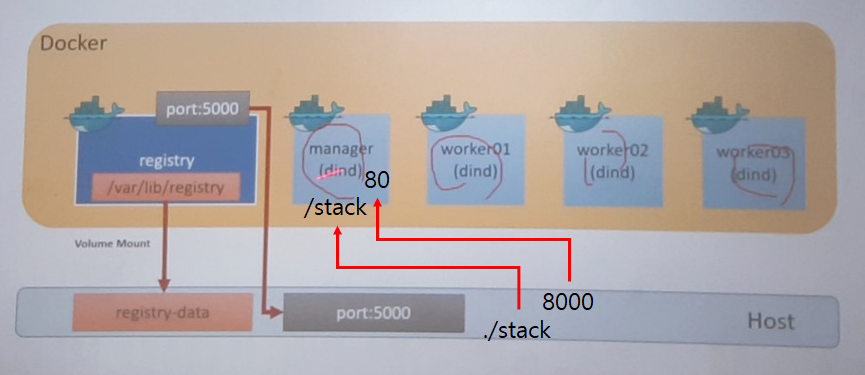 Docker
port:5000
registry
/var/lib/registry
manager
(dind)
80
/stack
worker01
(dind)
worker02
(dind)
worker03
(dind)
Volume Mount
registry-data
port:5000
8000
./stack
Host